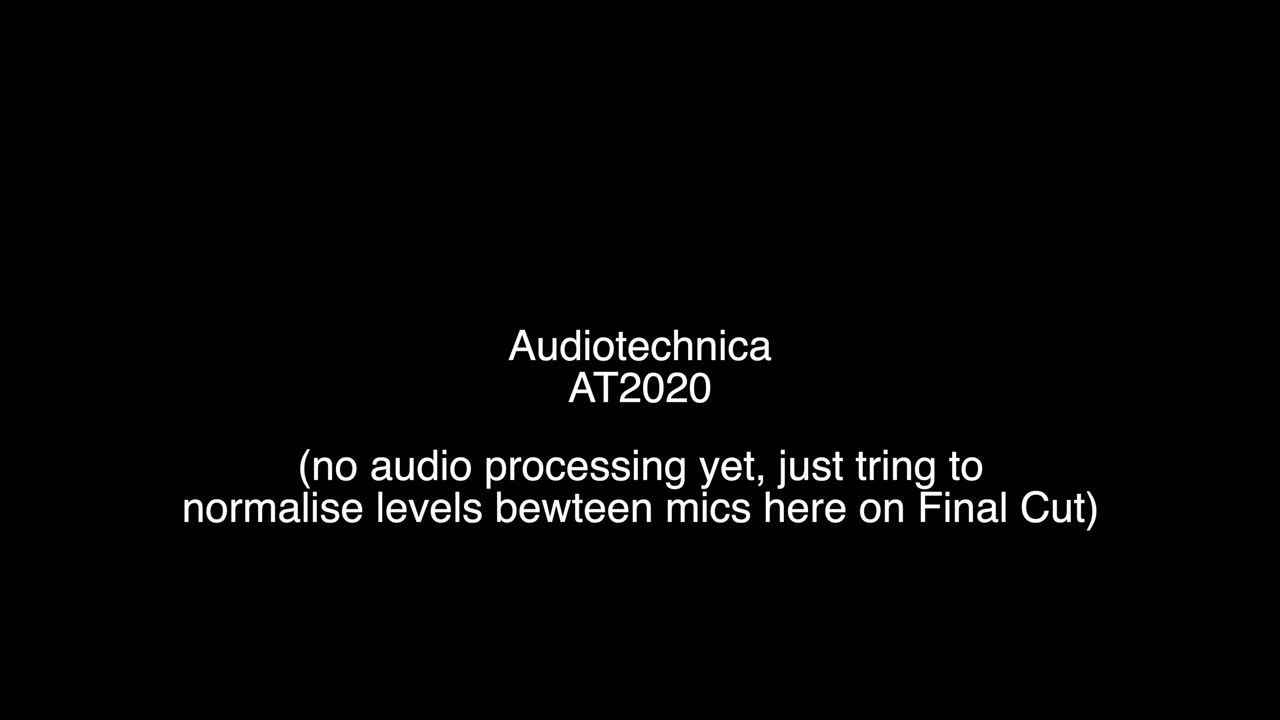 Audiotechnica
AT2020
(no audio processing yet, just tring to
normalise levels bewteen mics here on Final Cut)